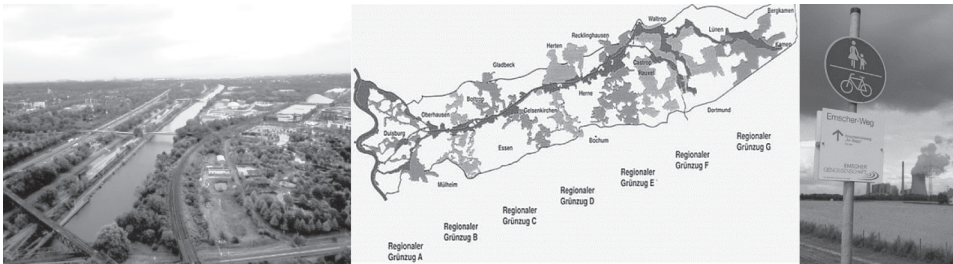 Bergkamen
Waltrop
Recklinghausen
Lünen
Kamen
Herten
Castrop
Rauxel
Gladbeck
Bottrop
Herne
Gelsenkirchen
Oberhausen
Dortmund
Duisburg
Essen
Bochum
Mülheim
Regionaler
Grünzug G
Regionaler
Grünzug F
Regionaler
Grünzug E
Regionaler
Grünzug D
Regionaler
Grünzug C
Regionaler
Grünzug B
Regionaler
Grünzug A
Emscher-Weg
EMSCHER
GENOSSENSCHAFT